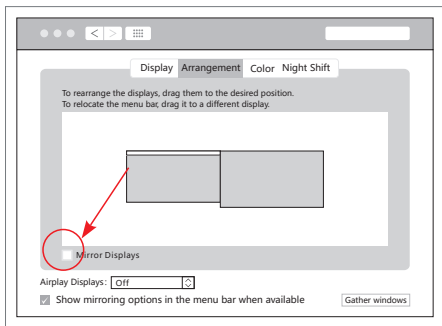 Display Arrangement Color Night Shift
To rearrange the displays, drag them to the desired position.
To relocate the menu bar, drag it to a different display.
Mirror Displays
Airplay Displays: Off
Show mirroring options in the menu bar when available Gather windows